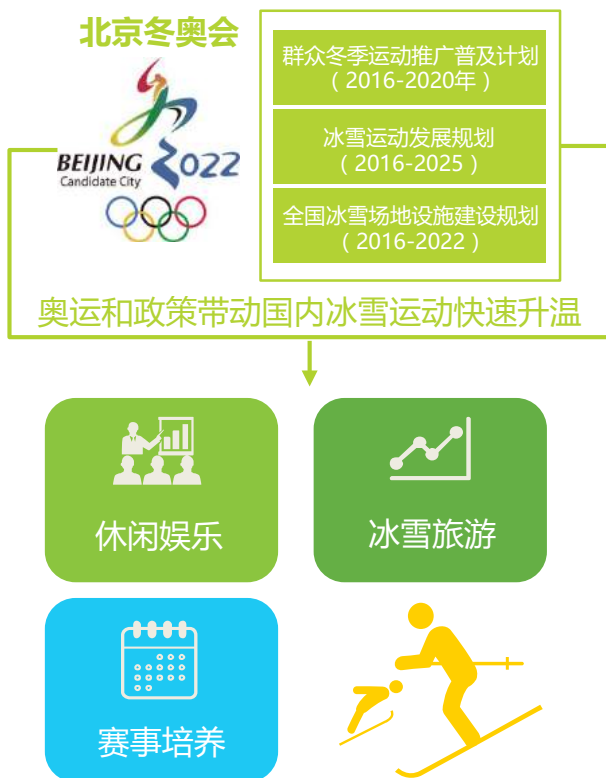 北京冬奥会
BEIJING 2022
Candidate City
群众冬季运动推广普及计划
（2016-2020年）
冰雪运动发展规划
（2016-2025）
全国冰雪场地设施建设规划
（2016-2022）
奥运和政策带动国内冰雪运动快速升温
休闲娱乐
冰雪旅游
赛事培养